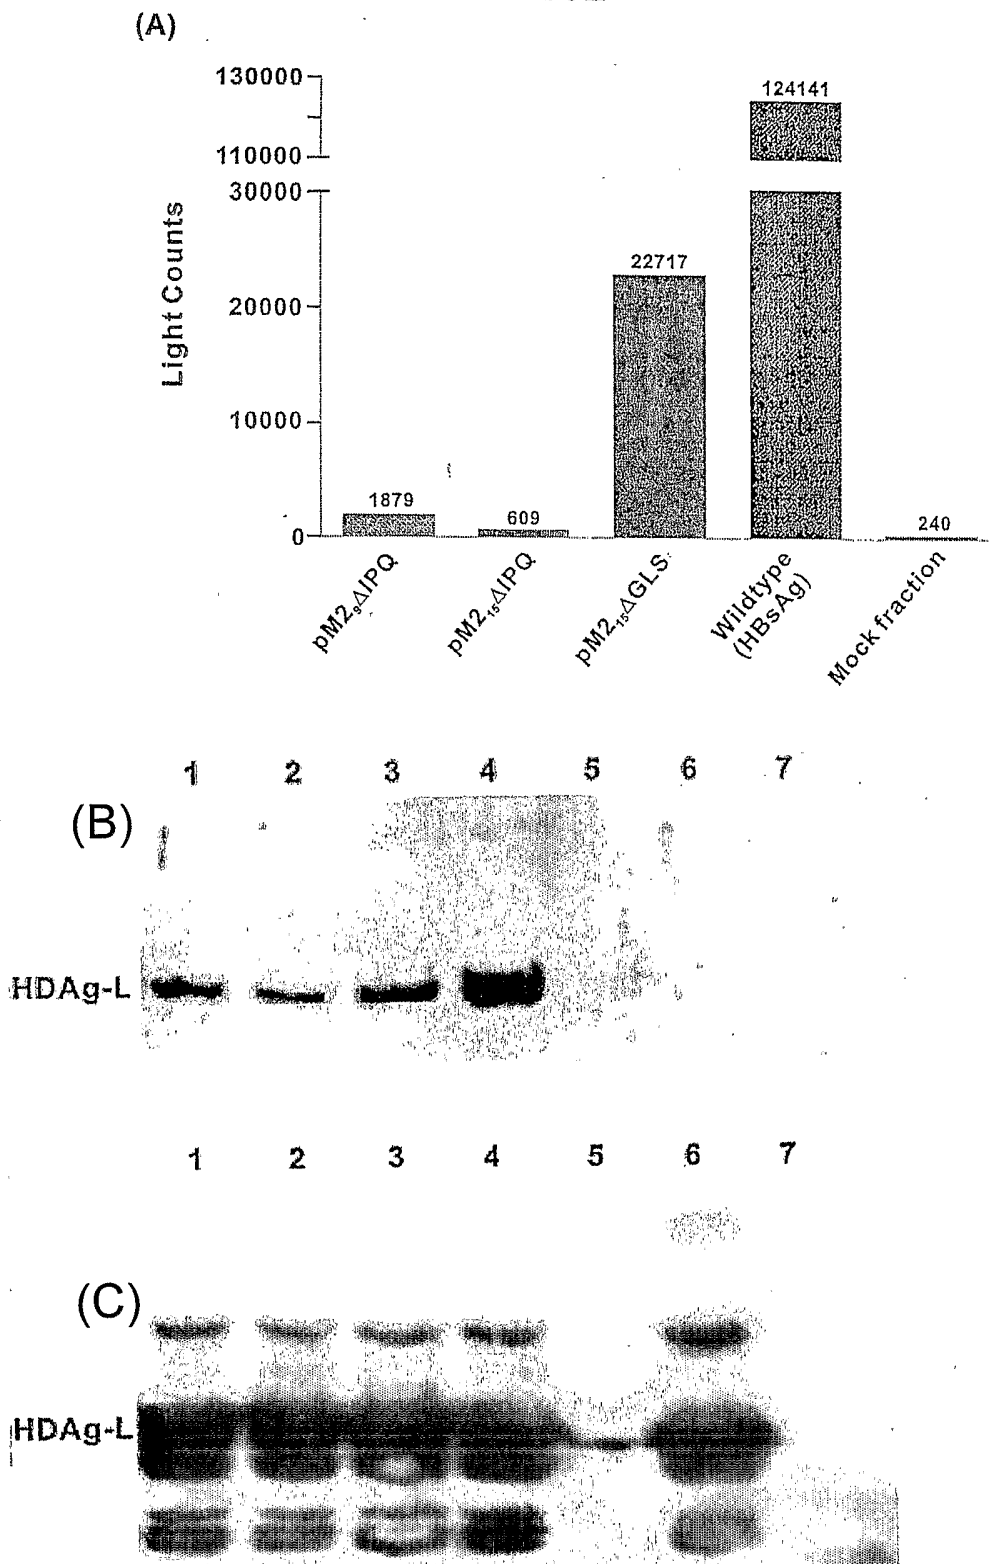 (A)
130000
110000
30000
20000
10000
0
Light Counts
1879
609
22717
124141
240
pM2₉ΔIPQ
pM2₁₅ΔIPQ
pM2₁₅ΔGLS
Wildtype
(HBsAg)
Mock fraction
1 2 3 4 5 6 7
(B)
HDAg-L
1 2 3 4 5 6 7
(C)
HDAg-L